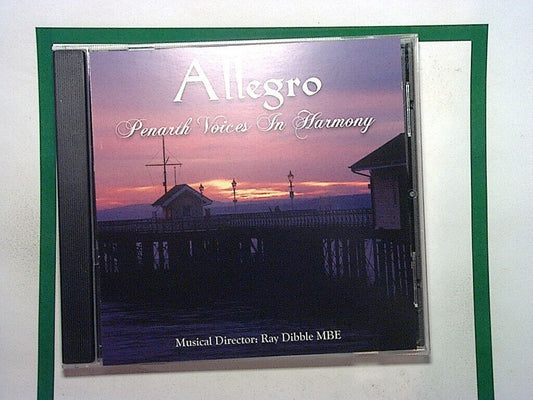 Allegro
Penarth Voices In Harmony
Musical Director: Ray Dibble MBE